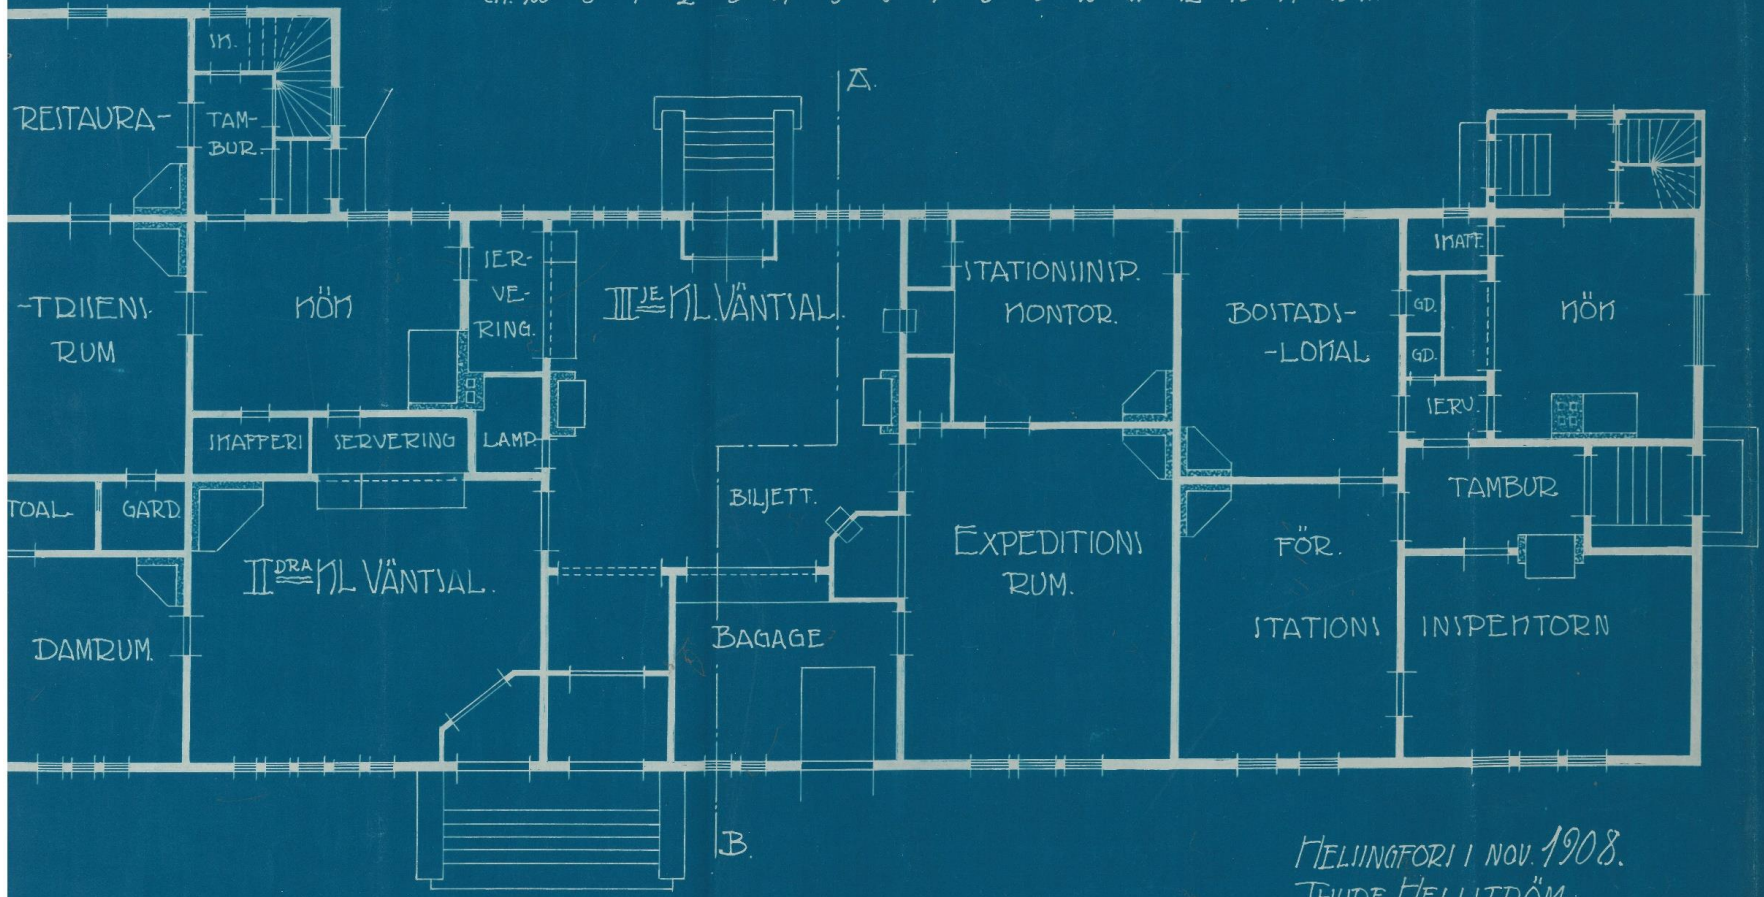 A.
SK.
RESTAURA-
TAM-
BUR.
-TRISENS.
RUM
KÖK
SER-
VE-
RING.
III JE KL. VÄNTSAL.
STATIONSINSP.
KONTOR.
BOSTADS-
-LOKAL
SKAFF.
GD.
GD.
SERV.
KÖK
SKAFFERI
SERVERING
LAMP.
TOAL-
GARD.
BILJETT.
TAMBUR
II DRA KL VÄNTSAL.
EXPEDITIONS
RUM.
FÖR.
DAMRUM.
BAGAGE
STATIONS
INSPEKTORN
B.
HELSINGFORS I NOV. 1908.